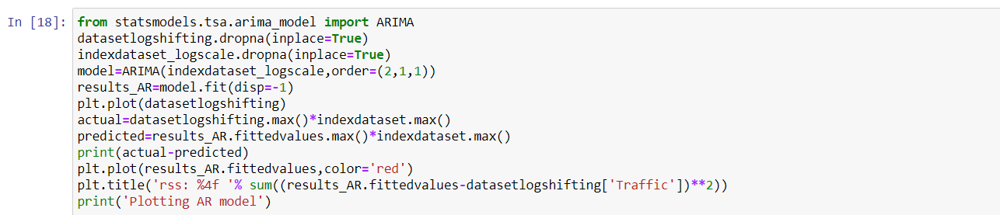 In [18]: from statsmodels.tsa.arima_model import ARIMA
datasetlogshifting.dropna(inplace=True)
indexdataset_logscale.dropna(inplace=True)
model=ARIMA(indexdataset_logscale,order=(2,1,1))
results_AR=model.fit(disp=-1)
plt.plot(datasetlogshifting)
actual=datasetlogshifting.max()*indexdataset.max()
predicted=results_AR.fittedvalues.max()*indexdataset.max()
print(actual-predicted)
plt.plot(results_AR.fittedvalues,color='red')
plt.title('rss: %4f '% sum((results_AR.fittedvalues-datasetlogshifting['Traffic'])**2))
print('Plotting AR model')